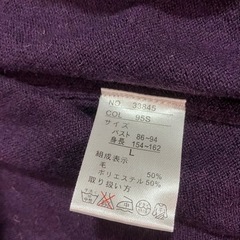 NO. 33845
COL 95S
サイズ
バスト 86-94
身長 154-162
L
組成表示
毛 50%
ポリエステル 50%
取り扱い方